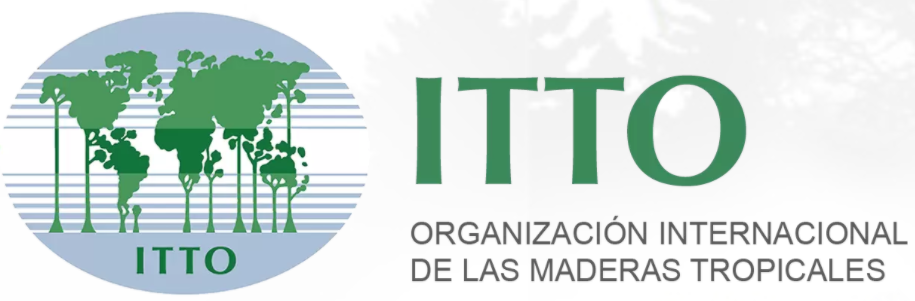 ITTO
ITTO
ORGANIZACIÓN INTERNACIONAL
DE LAS MADERAS TROPICALES